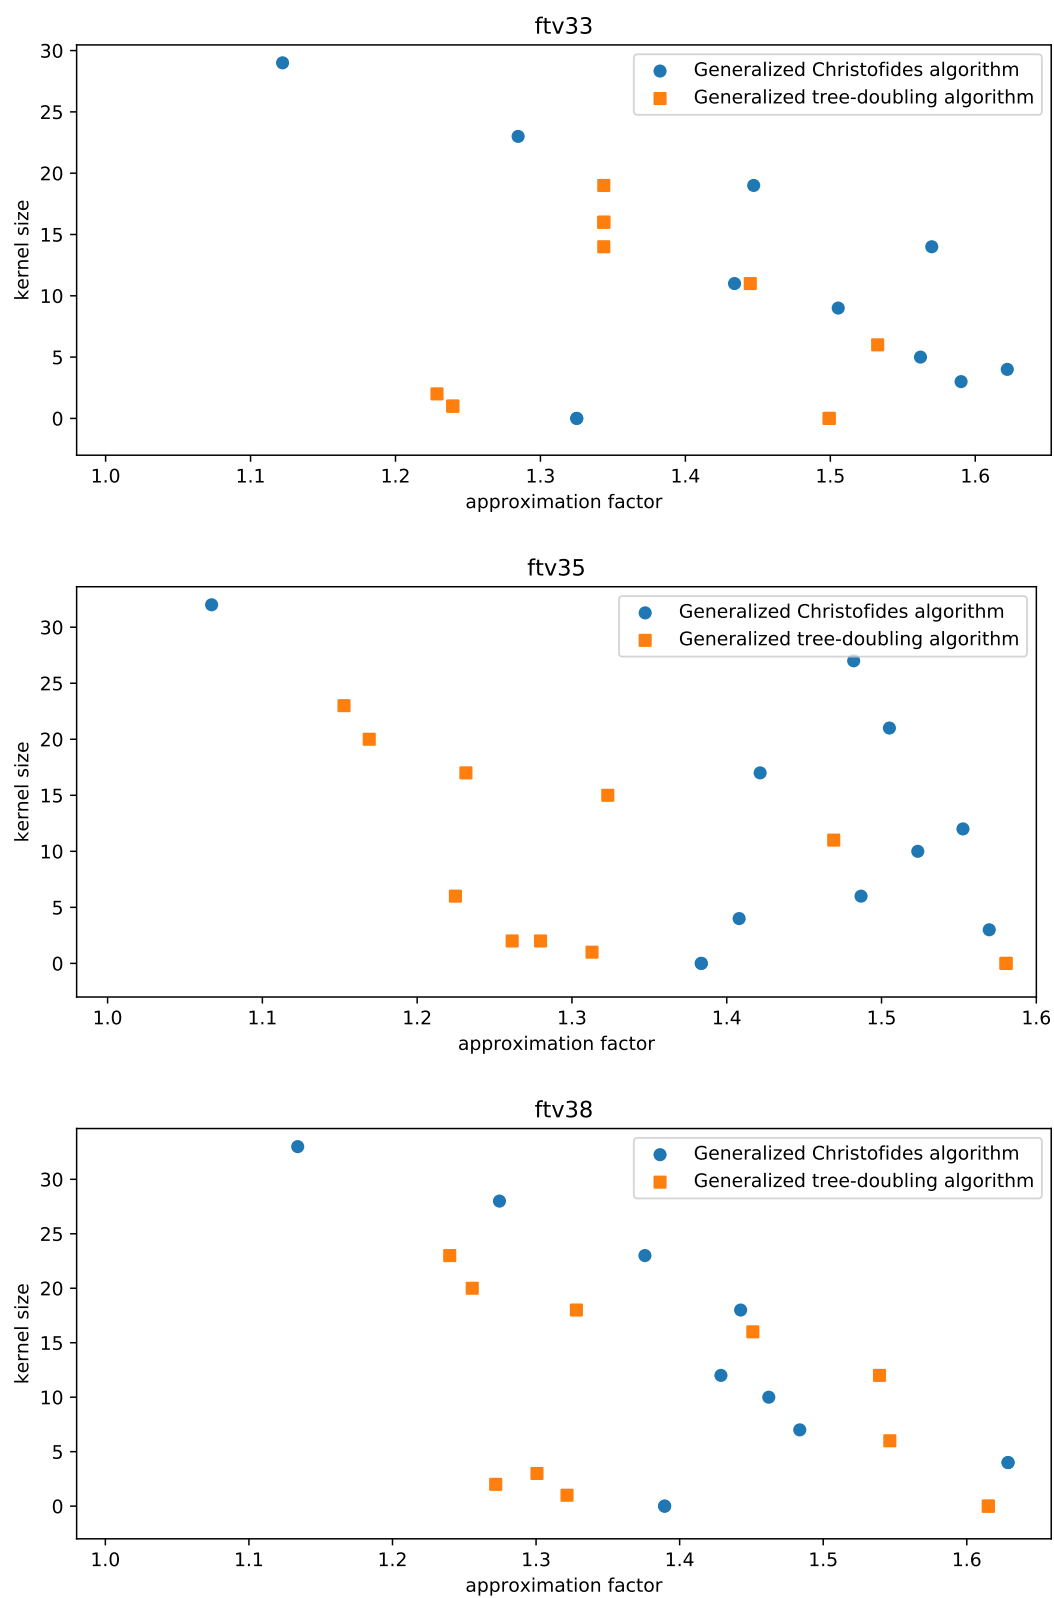 ftv33
30
25
20
15
10
5
0
kernel size
Generalized Christofides algorithm
Generalized tree-doubling algorithm
1.0 1.1 1.2 1.3 1.4 1.5 1.6
approximation factor
ftv35
30
25
20
15
10
5
0
kernel size
Generalized Christofides algorithm
Generalized tree-doubling algorithm
1.0 1.1 1.2 1.3 1.4 1.5 1.6
approximation factor
ftv38
30
25
20
15
10
5
0
kernel size
Generalized Christofides algorithm
Generalized tree-doubling algorithm
1.0 1.1 1.2 1.3 1.4 1.5 1.6
approximation factor